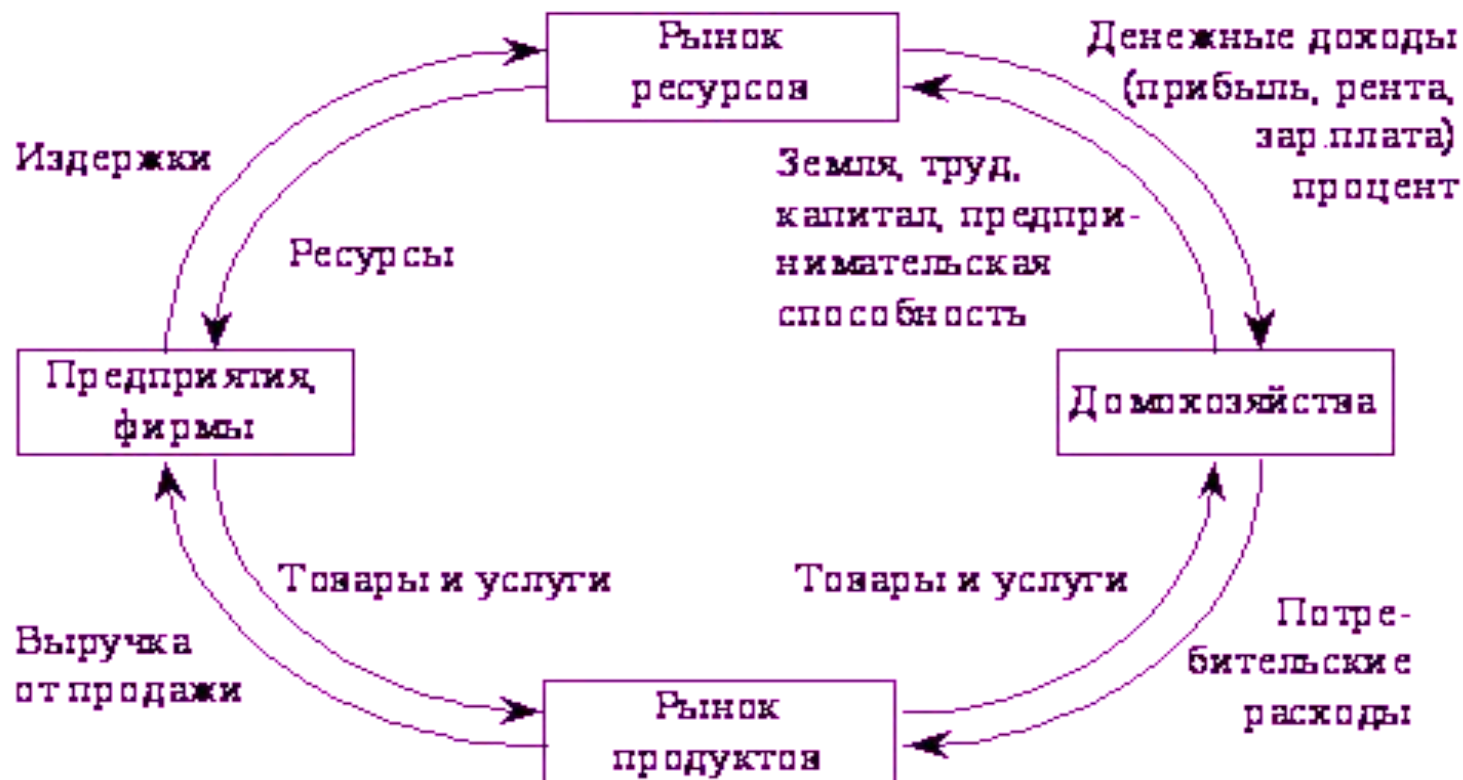 Рынок
ресурсов
Денежные доходы
(прибыль, рента,
зар.плата)
процент
Издержки
Ресурсы
Земля, труд,
капитал, предпри-
нимательская
способность
Предприятия,
фирмы
Домохозяйства
Товары и услуги
Товары и услуги
Выручка
от продажи
Потре-
бительские
расходы
Рынок
продуктов